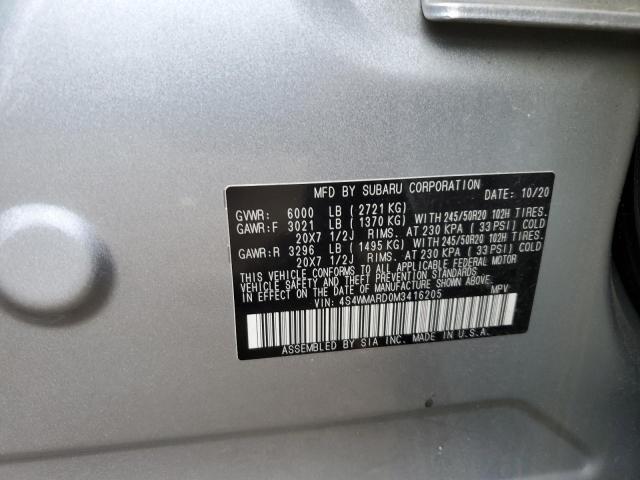 MFD BY SUBARU CORPORATION DATE: 10/20
GVWR: 6000 LB ( 2721 KG)
GAWR:F 3021 LB ( 1370 KG) WITH 245/50R20 102H TIRES.
20X7 1/2J RIMS. AT 230 KPA ( 33 PSI) COLD
GAWR:R 3296 LB ( 1495 KG) WITH 245/50R20 102H TIRES.
20X7 1/2J RIMS. AT 230 KPA ( 33 PSI) COLD
THIS VEHICLE CONFORMS TO ALL APPLICABLE FEDERAL MOTOR
VEHICLE SAFETY AND THEFT PREVENTION STANDARDS
IN EFFECT ON THE DATE OF MANUFACTURE SHOWN ABOVE.
VIN: 4S4WMARD0M3416205 MPV
ASSEMBLED BY SIA INC. MADE IN U.S.A.